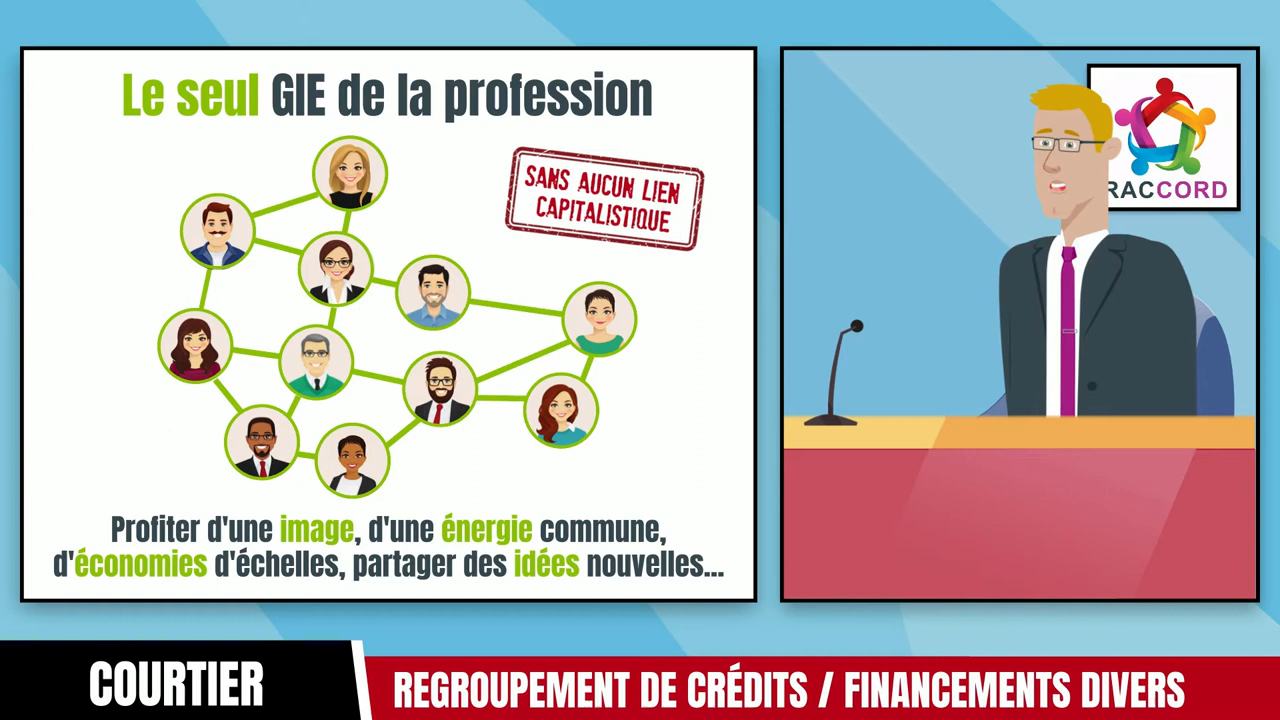 Le seul GIE de la profession
SANS AUCUN LIEN
CAPITALISTIQUE
Profiter d'une image, d'une énergie commune,
d'économies d'échelles, partager des idées nouvelles...
RACCORD
COURTIER
REGROUPEMENT DE CRÉDITS / FINANCEMENTS DIVERS